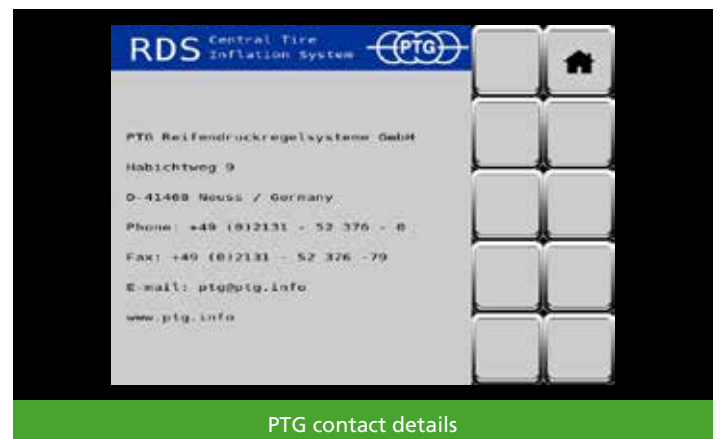 RDS Central Tire
Inflation System
PTG
PTG Reifendruckregelsysteme GmbH
Habichtweg 9
D-41468 Neuss / Germany
Phone: +49 (0)2131 - 52 376 - 0
Fax: +49 (0)2131 - 52 376 -79
E-mail: ptg@ptg.info
www.ptg.info
PTG contact details